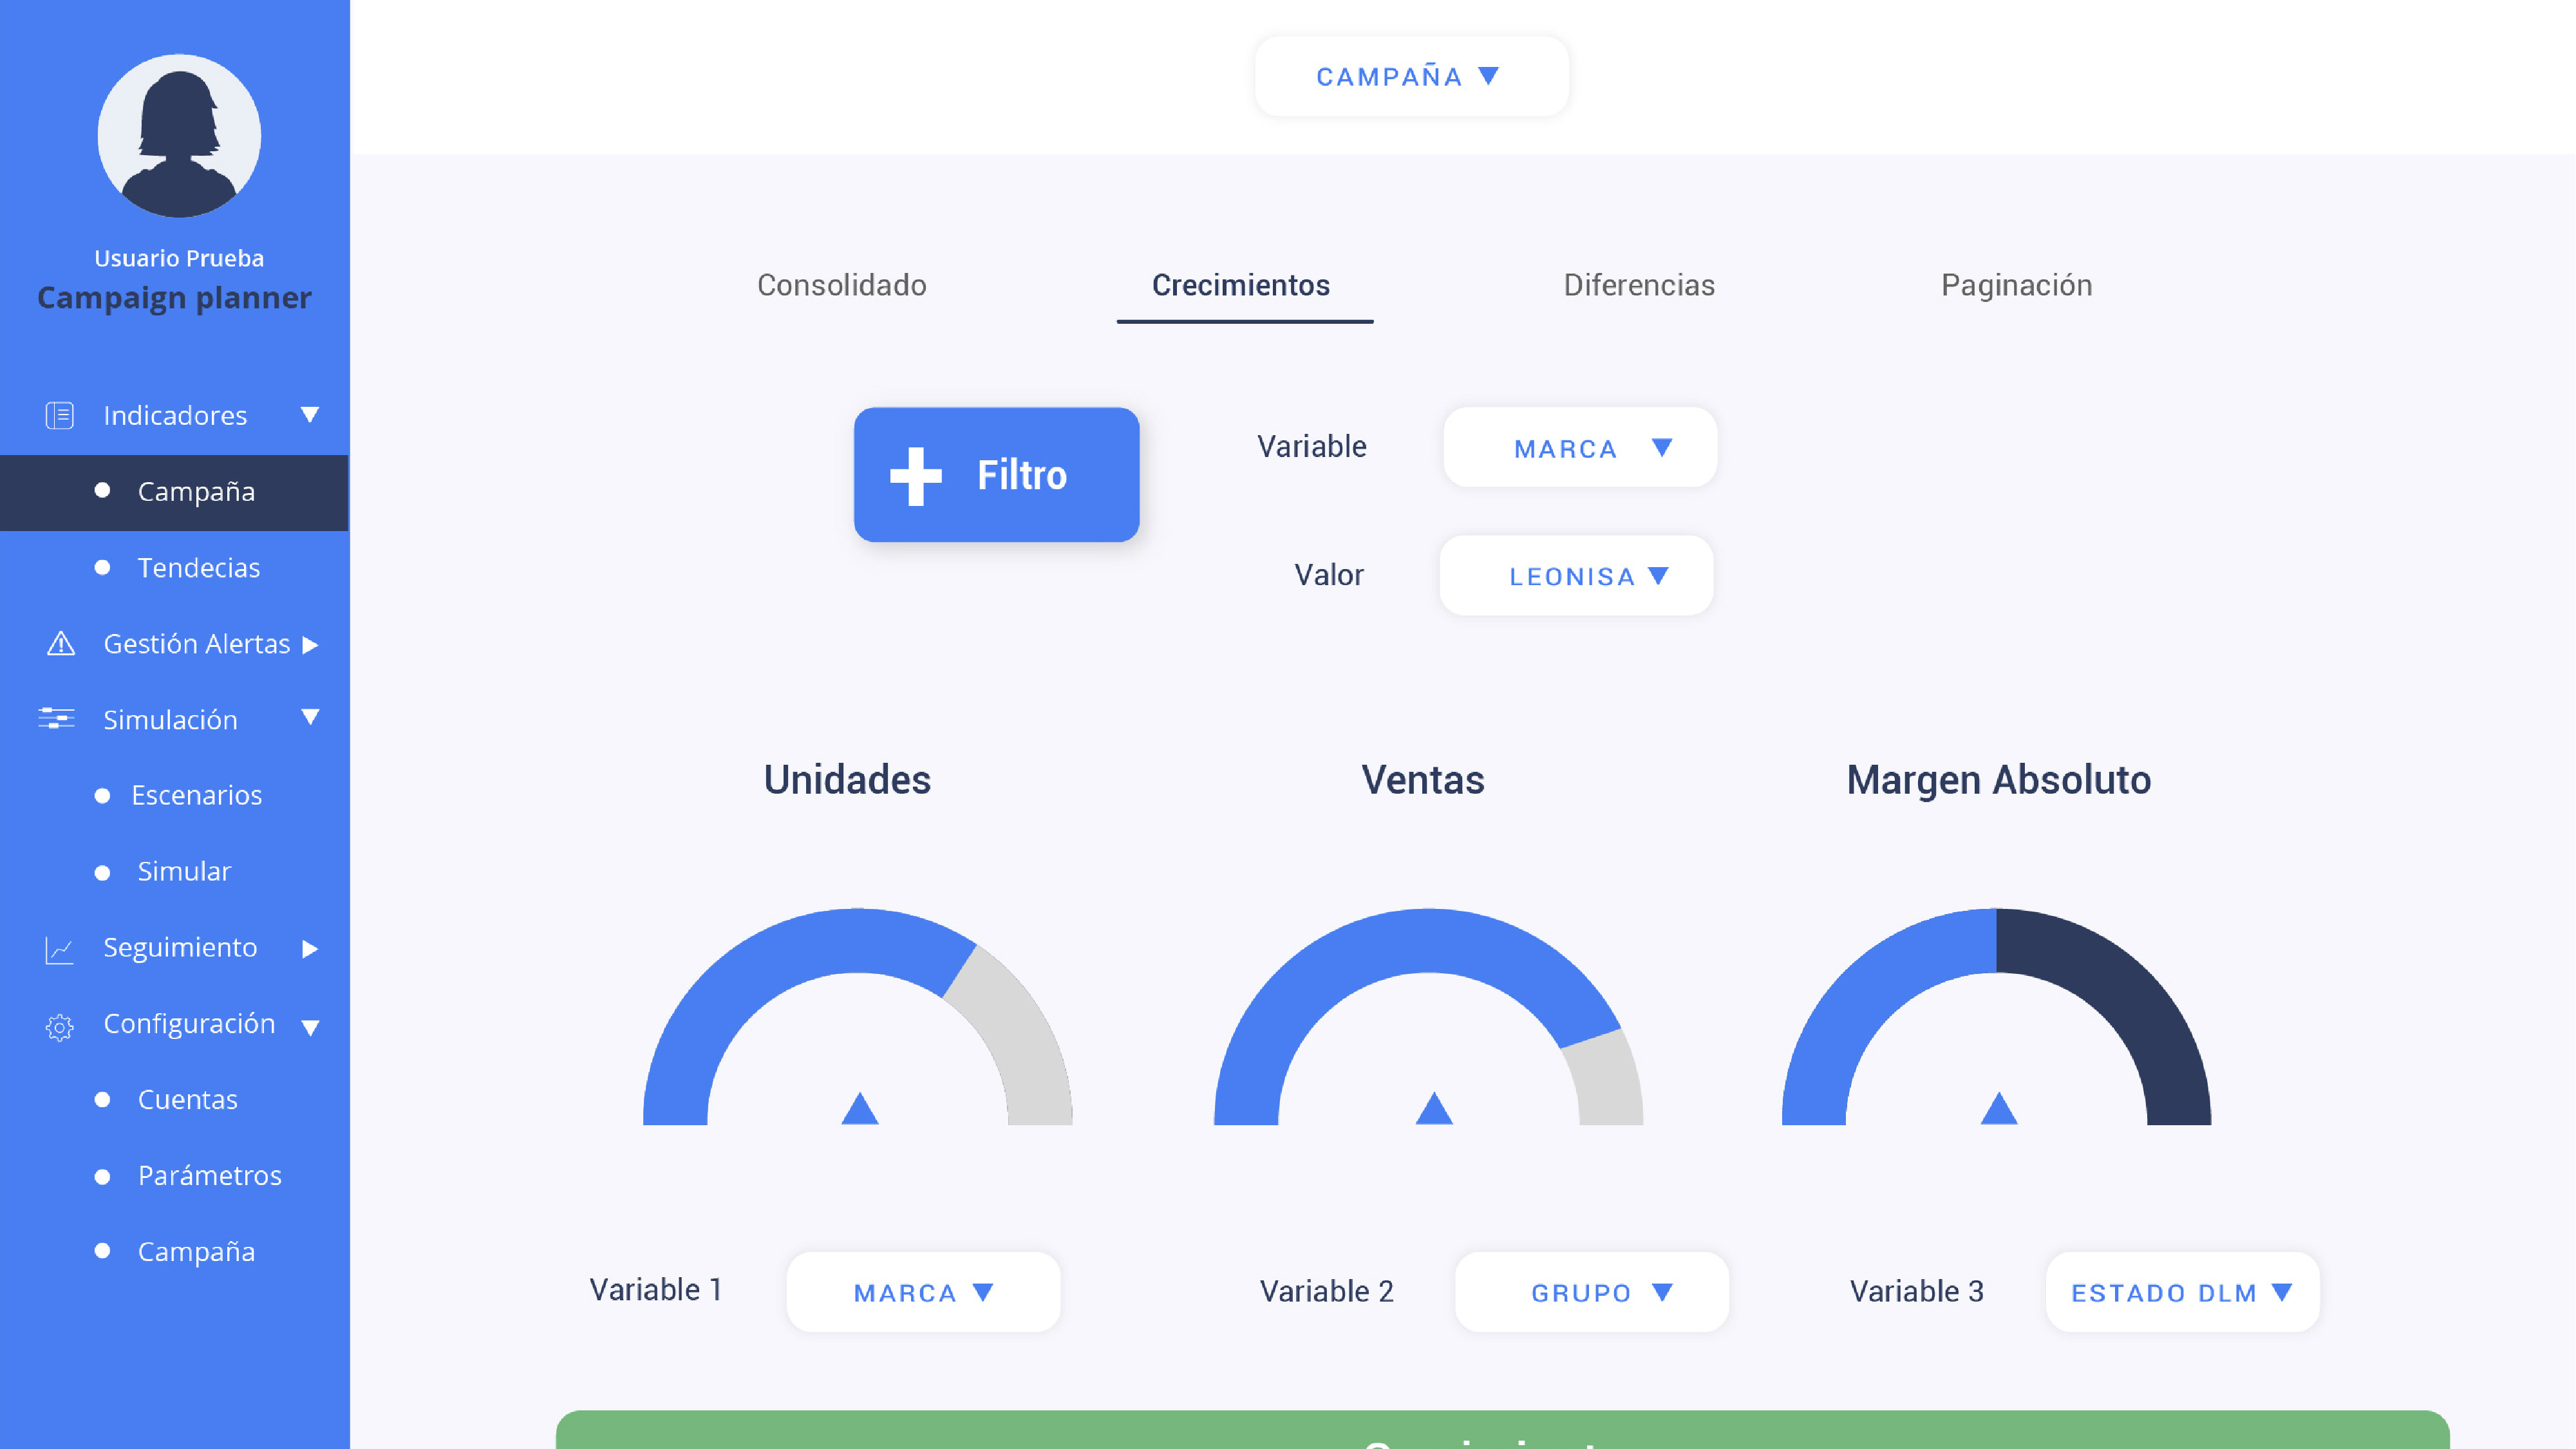 Usuario Prueba
Campaign planner
Indicadores
Campaña
Tendecias
Gestión Alertas
Simulación
Escenarios
Simular
Seguimiento
Configuración
Cuentas
Parámetros
Campaña
CAMPAÑA
Consolidado Crecimientos Diferencias Paginación
Filtro
Variable MARCA
Valor LEONISA
Unidades Ventas Margen Absoluto
Variable 1 MARCA Variable 2 GRUPO Variable 3 ESTADO DLM